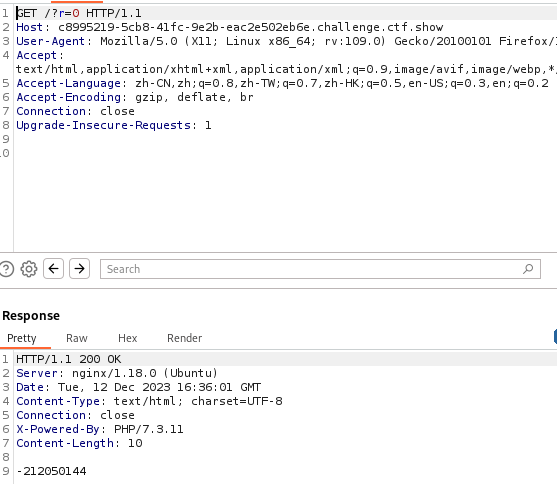 1 GET /?r=0 HTTP/1.1
2 Host: c8995219-5cb8-41fc-9e2b-eac2e502eb6e.challenge.ctf.show
3 User-Agent: Mozilla/5.0 (X11; Linux x86_64; rv:109.0) Gecko/20100101 Firefox/
4 Accept:
text/html,application/xhtml+xml,application/xml;q=0.9,image/avif,image/webp,*,
5 Accept-Language: zh-CN,zh;q=0.8,zh-TW;q=0.7,zh-HK;q=0.5,en-US;q=0.3,en;q=0.2
6 Accept-Encoding: gzip, deflate, br
7 Connection: close
8 Upgrade-Insecure-Requests: 1
9
10
Search
Response
Pretty Raw Hex Render
1 HTTP/1.1 200 OK
2 Server: nginx/1.18.0 (Ubuntu)
3 Date: Tue, 12 Dec 2023 16:36:01 GMT
4 Content-Type: text/html; charset=UTF-8
5 Connection: close
6 X-Powered-By: PHP/7.3.11
7 Content-Length: 10
8
9 -212050144